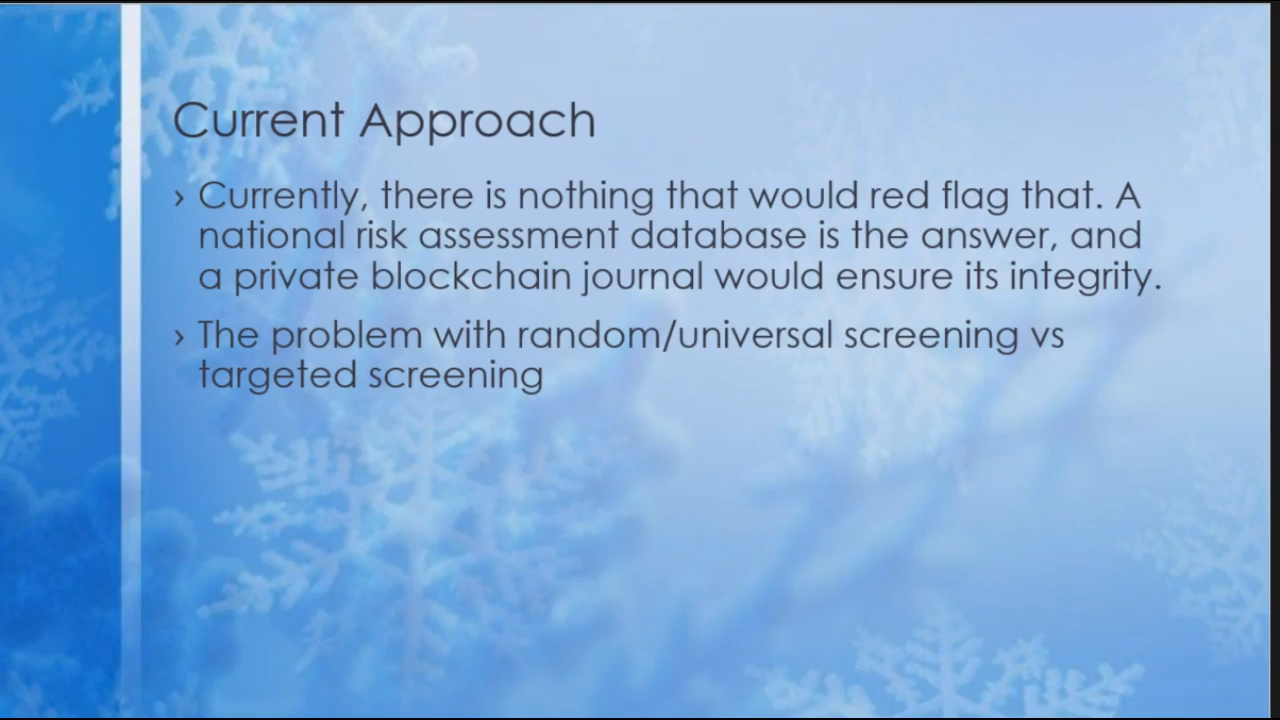 Current Approach
› Currently, there is nothing that would red flag that. A
national risk assessment database is the answer, and
a private blockchain journal would ensure its integrity.
› The problem with random/universal screening vs
targeted screening